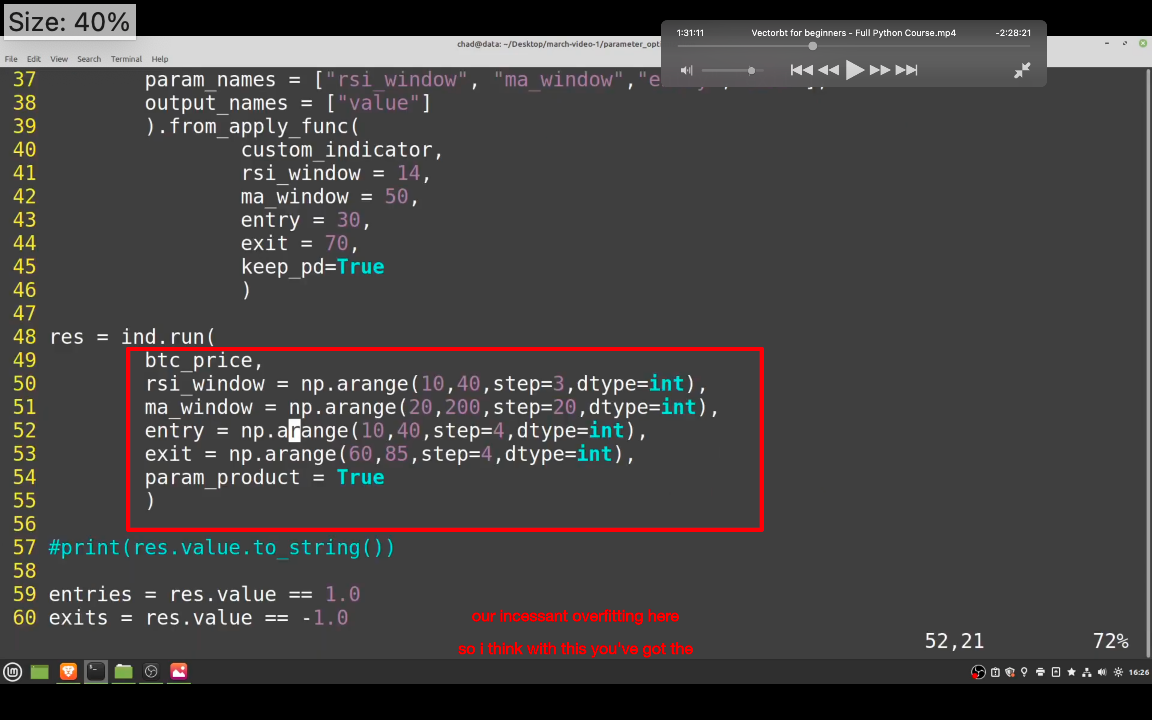 Size: 40%
chad@data: ~/Desktop/march-video-1/parameter_opti
1:31:11 Vectorbt for beginners - Full Python Course.mp4 -2:28:21
File Edit View Search Terminal Help
37 param_names = ["rsi_window", "ma_window","e
38 output_names = ["value"]
39 ).from_apply_func(
40 custom_indicator,
41 rsi_window = 14,
42 ma_window = 50,
43 entry = 30,
44 exit = 70,
45 keep_pd=True
46 )
47
48 res = ind.run(
49 btc_price,
50 rsi_window = np.arange(10,40,step=3,dtype=int),
51 ma_window = np.arange(20,200,step=20,dtype=int),
52 entry = np.arange(10,40,step=4,dtype=int),
53 exit = np.arange(60,85,step=4,dtype=int),
54 param_product = True
55 )
56
57 #print(res.value.to_string())
58
59 entries = res.value == 1.0
60 exits = res.value == -1.0
our incessant overfitting here
so i think with this you've got the
52,21 72%
16:26